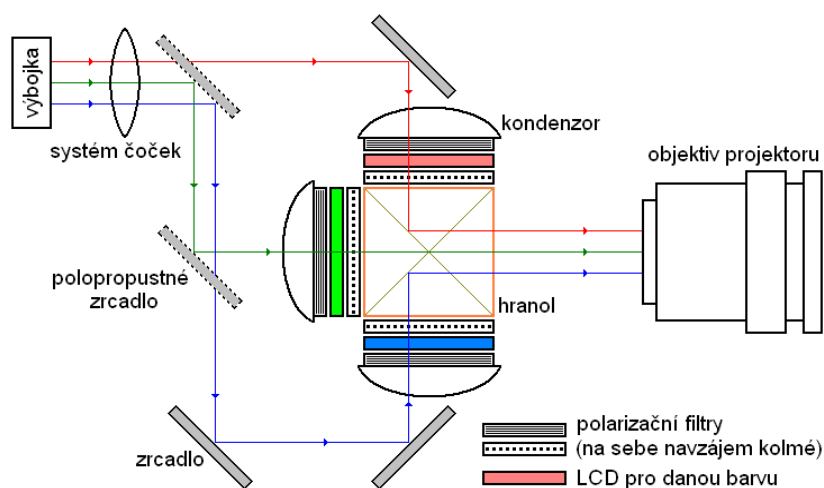 výbojka
systém čoček
kondenzor
objektiv projektoru
polopropustné
zrcadlo
hranol
zrcadlo
polarizační filtry
(na sebe navzájem kolmé)
LCD pro danou barvu